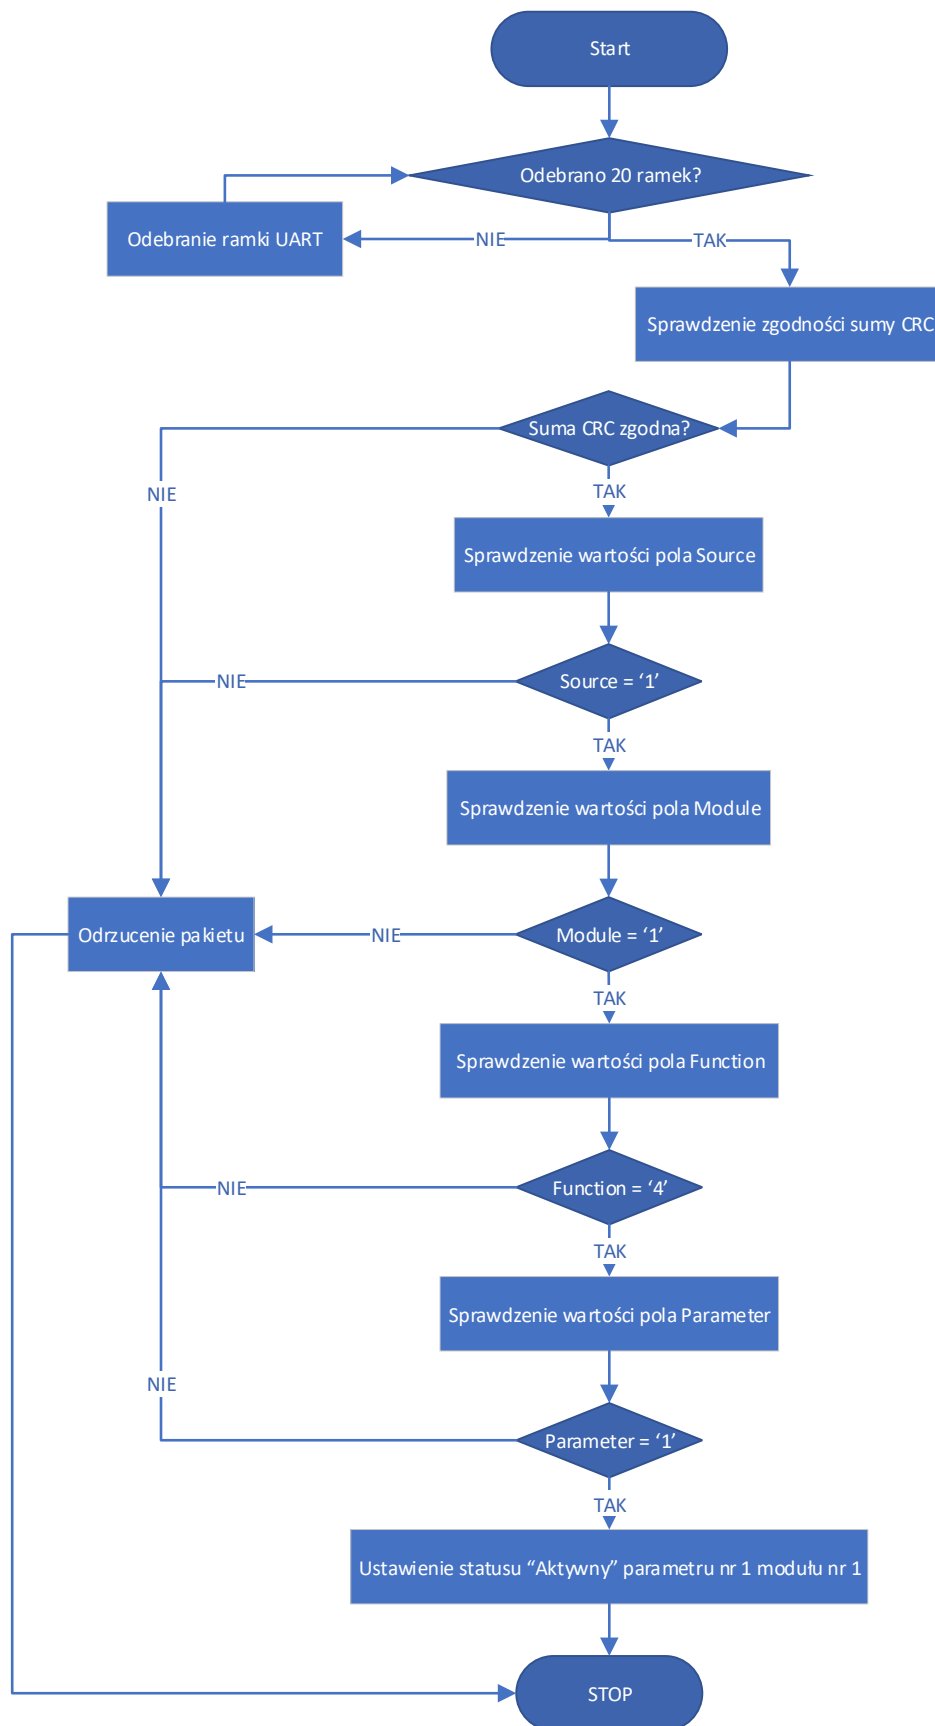 Start
Odebrano 20 ramek?
Odebranie ramki UART
NIE
TAK
Sprawdzenie zgodności sumy CRC
Suma CRC zgodna?
NIE
TAK
Sprawdzenie wartości pola Source
Source = ‘1’
NIE
TAK
Sprawdzenie wartości pola Module
Module = ‘1’
NIE
Odrzucenie pakietu
TAK
Sprawdzenie wartości pola Function
Function = ‘4’
NIE
TAK
Sprawdzenie wartości pola Parameter
NIE
Parameter = ‘1’
TAK
Ustawienie statusu “Aktywny” parametru nr 1 modułu nr 1
STOP